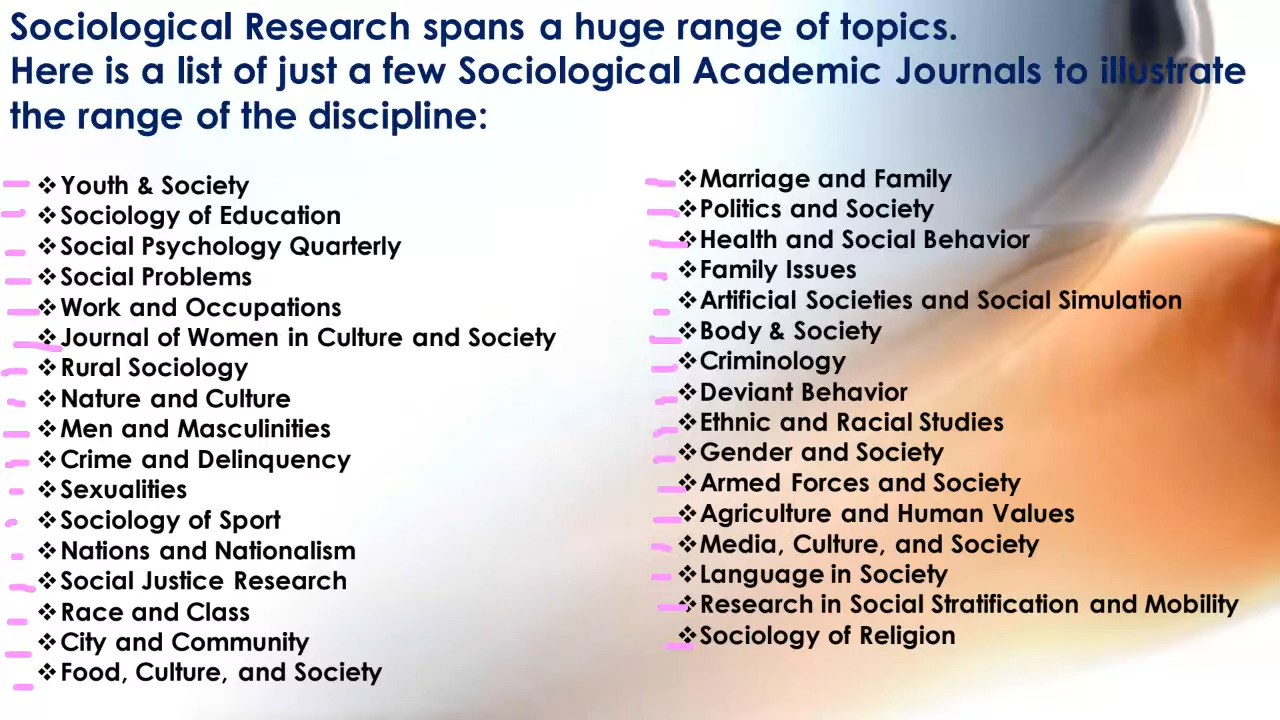 Sociological Research spans a huge range of topics.
Here is a list of just a few Sociological Academic Journals to illustrate
the range of the discipline:
❖Youth & Society
❖Sociology of Education
❖Social Psychology Quarterly
❖Social Problems
❖Work and Occupations
❖Journal of Women in Culture and Society
❖Rural Sociology
❖Nature and Culture
❖Men and Masculinities
❖Crime and Delinquency
❖Sexualities
❖Sociology of Sport
❖Nations and Nationalism
❖Social Justice Research
❖Race and Class
❖City and Community
❖Food, Culture, and Society
❖Marriage and Family
❖Politics and Society
❖Health and Social Behavior
❖Family Issues
❖Artificial Societies and Social Simulation
❖Body & Society
❖Criminology
❖Deviant Behavior
❖Ethnic and Racial Studies
❖Gender and Society
❖Armed Forces and Society
❖Agriculture and Human Values
❖Media, Culture, and Society
❖Language in Society
❖Research in Social Stratification and Mobility
❖Sociology of Religion